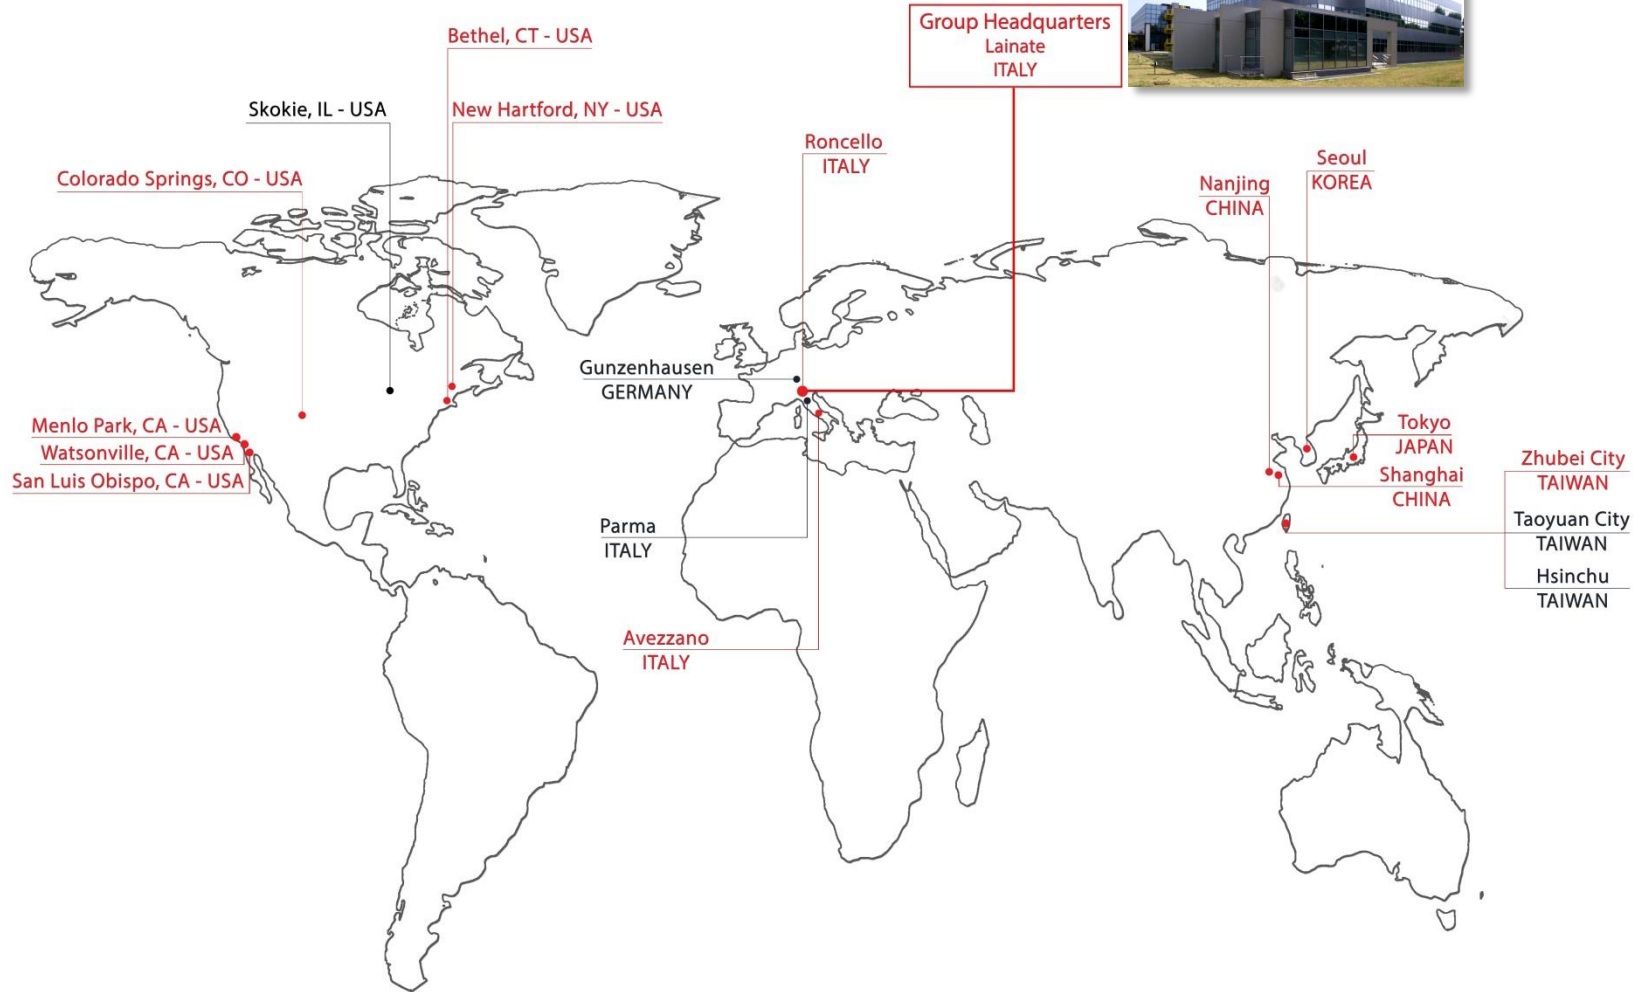 Group Headquarters
Lainate
ITALY
Bethel, CT - USA
Skokie, IL - USA
New Hartford, NY - USA
Colorado Springs, CO - USA
Roncello
ITALY
Seoul
KOREA
Nanjing
CHINA
Gunzenhausen
GERMANY
Menlo Park, CA - USA
Watsonville, CA - USA
San Luis Obispo, CA - USA
Tokyo
JAPAN
Shanghai
CHINA
Zhubei City
TAIWAN
Taoyuan City
TAIWAN
Hsinchu
TAIWAN
Parma
ITALY
Avezzano
ITALY